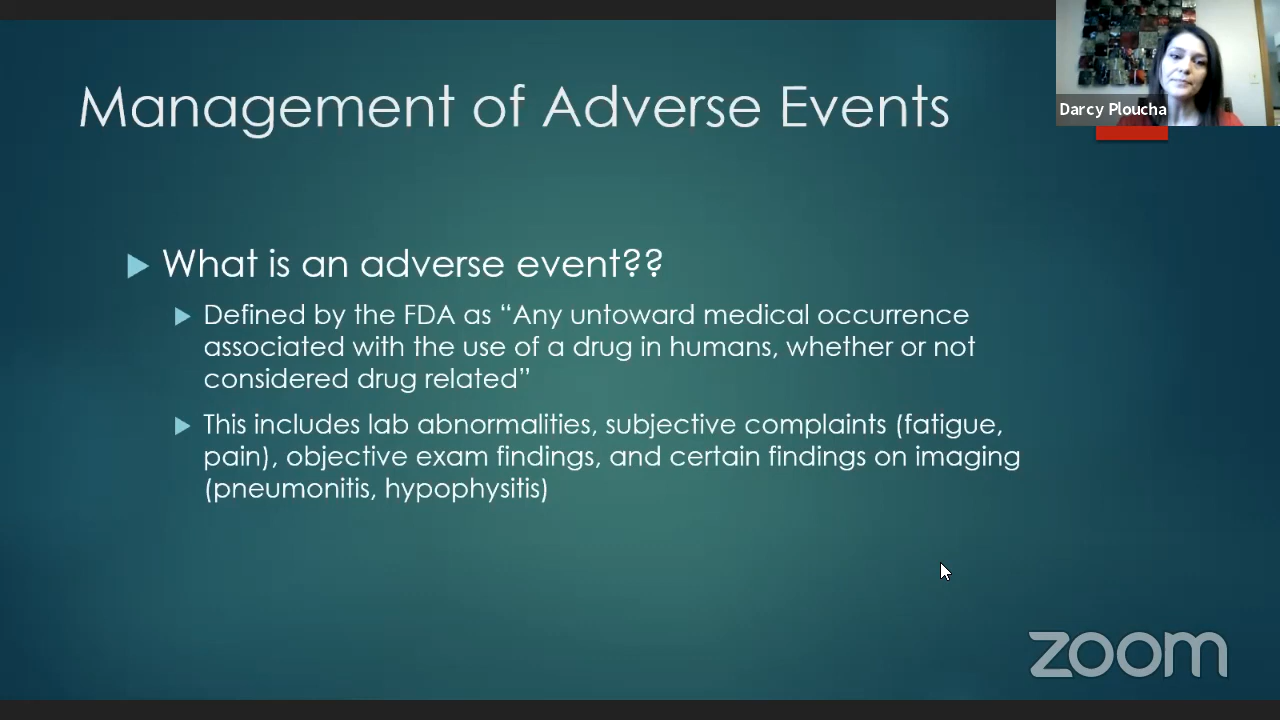 Management of Adverse Events
Darcy Ploucha
What is an adverse event??
Defined by the FDA as “Any untoward medical occurrence
associated with the use of a drug in humans, whether or not
considered drug related”
This includes lab abnormalities, subjective complaints (fatigue,
pain), objective exam findings, and certain findings on imaging
(pneumonitis, hypophysitis)
zoom